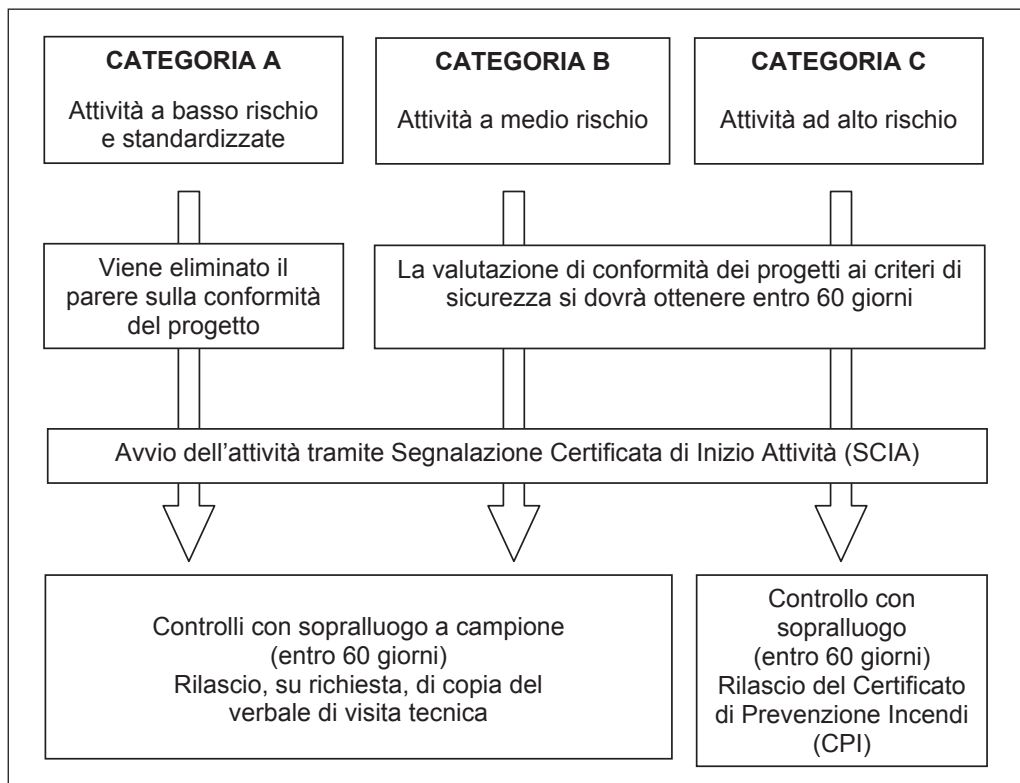 CATEGORIA A
Attività a basso rischio
e standardizzate
CATEGORIA B
Attività a medio rischio
CATEGORIA C
Attività ad alto rischio
Viene eliminato il
parere sulla conformità
del progetto
La valutazione di conformità dei progetti ai criteri di
sicurezza si dovrà ottenere entro 60 giorni
Avvio dell’attività tramite Segnalazione Certificata di Inizio Attività (SCIA)
Controlli con sopralluogo a campione
(entro 60 giorni)
Rilascio, su richiesta, di copia del
verbale di visita tecnica
Controllo con
sopralluogo
(entro 60 giorni)
Rilascio del Certificato
di Prevenzione Incendi
(CPI)